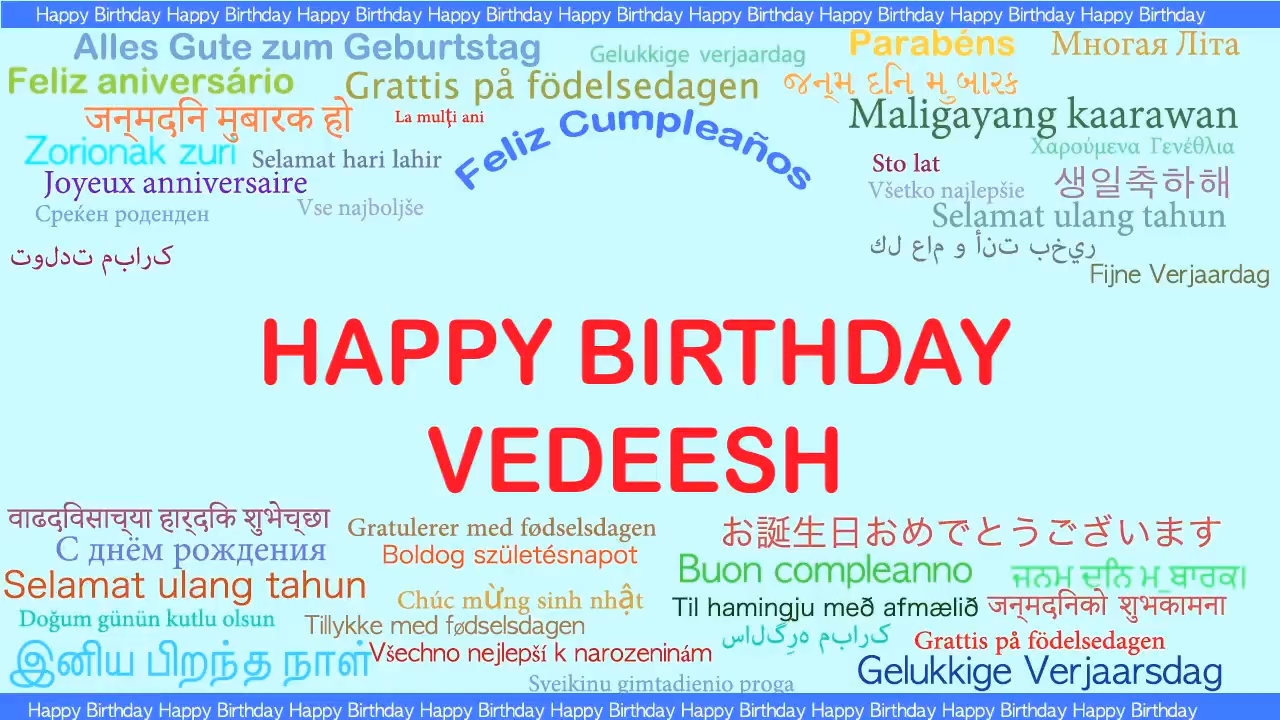 Happy Birthday Happy Birthday Happy Birthday Happy Birthday Happy Birthday Happy Birthday Happy Birthday Happy Birthday Happy Birthday
Alles Gute zum Geburtstag
Gelukkige verjaardag
Parabéns
Многая Літа
Feliz aniversário
Grattis på födelsedagen
જન્મ દિન મુબારક
जन्मदिन मुबारक हो
La mulţi ani
Feliz Cumpleaños
Maligayang kaarawan
Zorionak zuri
Selamat hari lahir
Χαρούμενα Γενέθλια
Sto lat
Joyeux anniversaire
Všetko najlepšie
생일축하해
Среќен роденден
Vse najboljše
Selamat ulang tahun
تولدت مبارک
كل عام و أنت بخير
Fijne Verjaardag
HAPPY BIRTHDAY
VEDEESH
वाढदिवसाच्या हार्दिक शुभेच्छा
Gratulerer med fødselsdagen
お誕生日おめでとうございます
С днём рождения
Boldog születésnapot
Buon compleanno
ਜਨਮ ਦਿਨ ਮੁਬਾਰਕ।
Selamat ulang tahun
Chúc mừng sinh nhật
Til hamingju með afmælið
जन्मदिनको शुभकामना
Doğum günün kutlu olsun
Tillykke med fødselsdagen
سالگرہ مبارک
Grattis på födelsedagen
இனிய பிறந்த நாள்
Všechno nejlepší k narozeninám
Gelukkige Verjaarsdag
Sveikinu gimtadienio proga
Happy Birthday Happy Birthday Happy Birthday Happy Birthday Happy Birthday Happy Birthday Happy Birthday Happy Birthday Happy Birthday